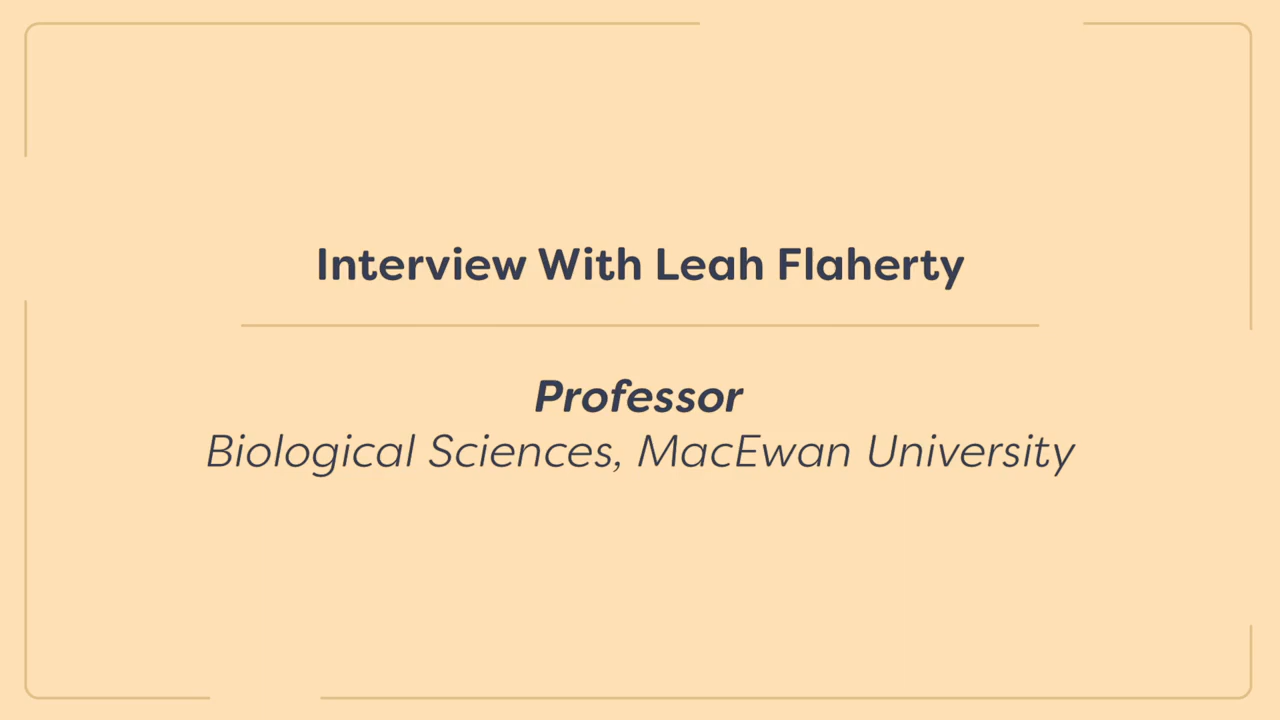 Interview With Leah Flaherty
Professor
Biological Sciences, MacEwan University